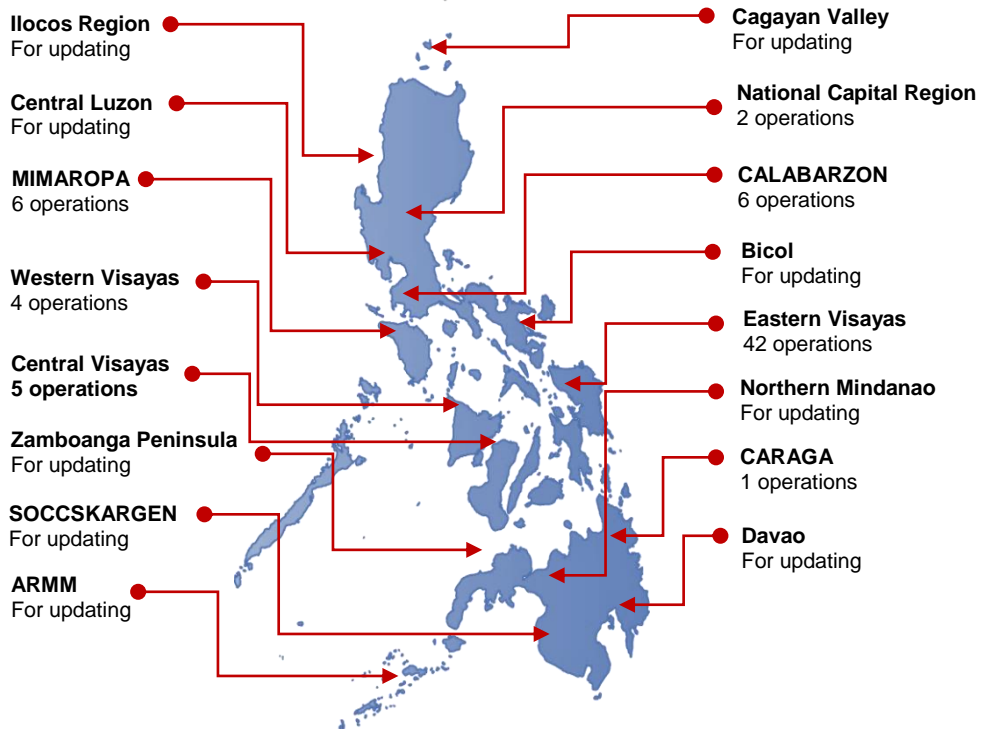 Ilocos Region
For updating
Central Luzon
For updating
MIMAROPA
6 operations
Western Visayas
4 operations
Central Visayas
5 operations
Zamboanga Peninsula
For updating
SOCCSKARGEN
For updating
ARMM
For updating
Cagayan Valley
For updating
National Capital Region
2 operations
CALABARZON
6 operations
Bicol
For updating
Eastern Visayas
42 operations
Northern Mindanao
For updating
CARAGA
1 operations
Davao
For updating